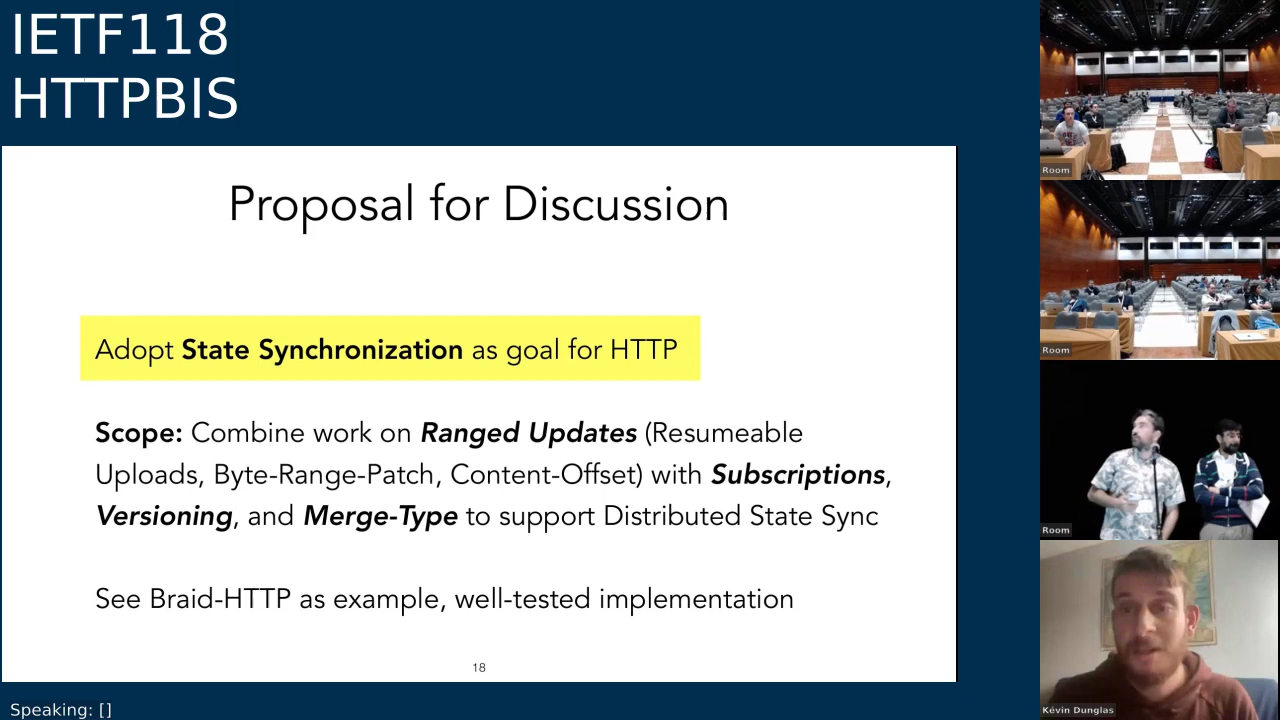 IETF118
HTTPBIS
Proposal for Discussion
Adopt State Synchronization as goal for HTTP
Scope: Combine work on Ranged Updates (Resumeable
Uploads, Byte-Range-Patch, Content-Offset) with Subscriptions,
Versioning, and Merge-Type to support Distributed State Sync
See Braid-HTTP as example, well-tested implementation
18
Speaking: []
Room
Room
Room
Kévin Dunglas